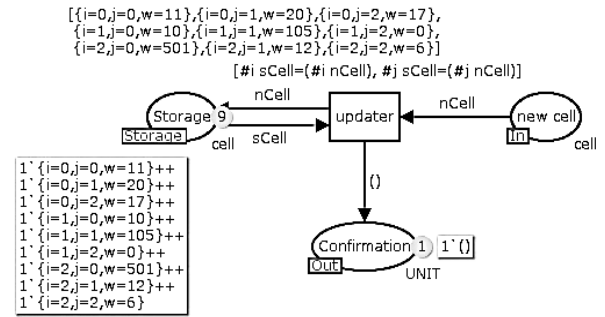 [{i=0,j=0,w=11},{i=0,j=1,w=20},{i=0,j=2,w=17},
{i=1,j=0,w=10},{i=1,j=1,w=105},{i=1,j=2,w=0},
{i=2,j=0,w=501},{i=2,j=1,w=12},{i=2,j=2,w=6}]
[#i sCell=(#i nCell), #j sCell=(#j nCell)]
nCell
nCell
Storage 9
updater
new cell
Storage
sCell
In
cell
cell
1`{i=0,j=0,w=11}++
1`{i=0,j=1,w=20}++
1`{i=0,j=2,w=17}++
1`{i=1,j=0,w=10}++
1`{i=1,j=1,w=105}++
1`{i=1,j=2,w=0}++
1`{i=2,j=0,w=501}++
1`{i=2,j=1,w=12}++
1`{i=2,j=2,w=6}
()
Confirmation 1 1`()
Out
UNIT